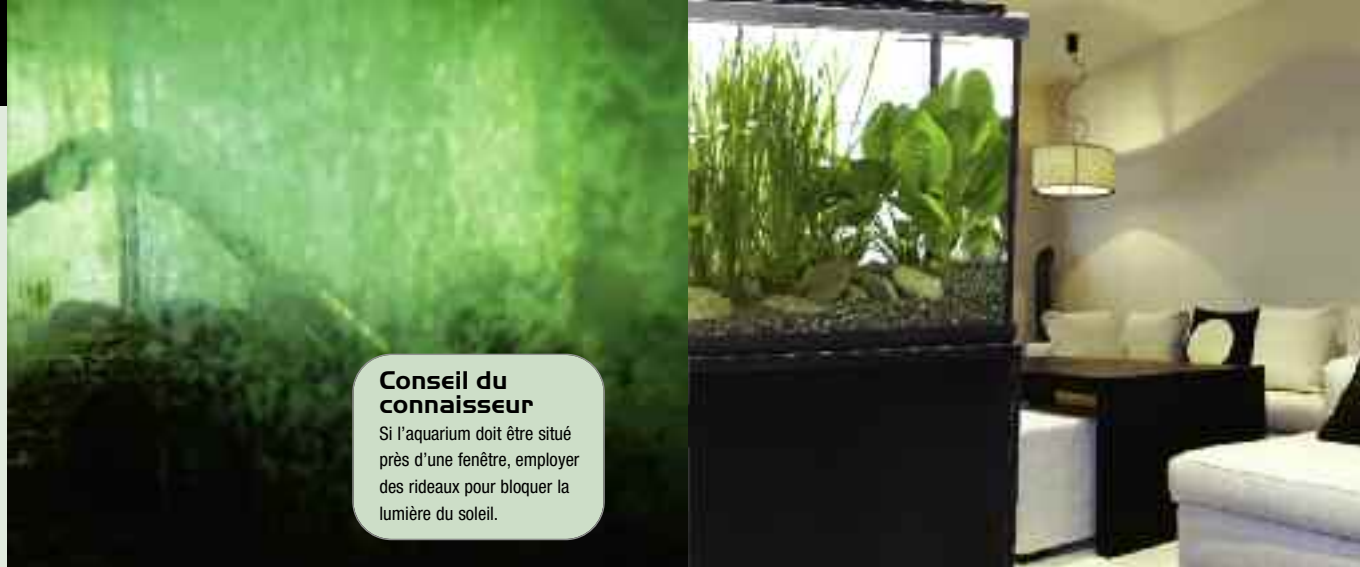 Conseil du
connaisseur
Si l'aquarium doit être situé
près d'une fenêtre, employer
des rideaux pour bloquer la
lumière du soleil.